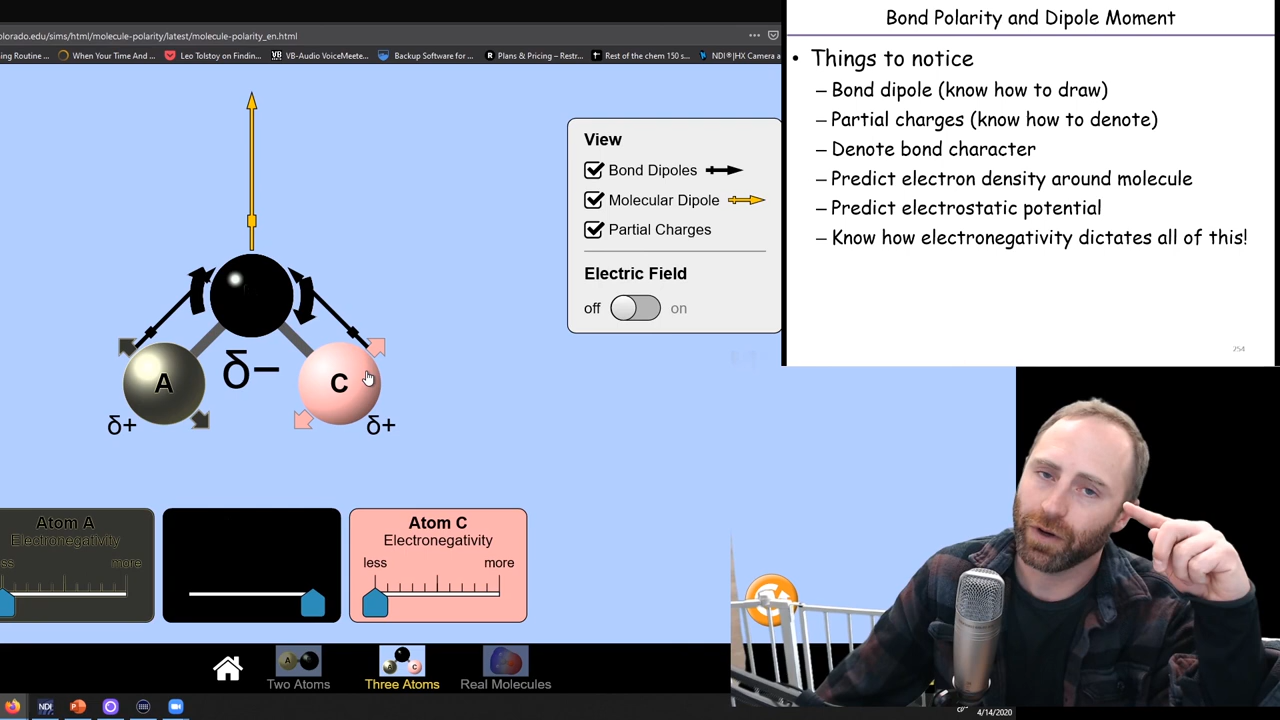 olorado.edu/sims/html/molecule-polarity/latest/molecule-polarity_en.html
ing Routine ...
When Your Time And ...
Leo Tolstoy on Findin...
VB-Audio VoiceMeete...
Backup Software for ...
R Plans & Pricing – Restr...
Rest of the chem 150 s...
NDI®|HX Camera a
Bond Polarity and Dipole Moment
• Things to notice
– Bond dipole (know how to draw)
– Partial charges (know how to denote)
– Denote bond character
– Predict electron density around molecule
– Predict electrostatic potential
– Know how electronegativity dictates all of this!
254
View
Bond Dipoles
Molecular Dipole
Partial Charges
Electric Field
off on
A δ− C
δ+ δ+
Atom A
Electronegativity
ess more
Atom C
Electronegativity
less more
Two Atoms
Three Atoms
Real Molecules
NDI
4/14/2020